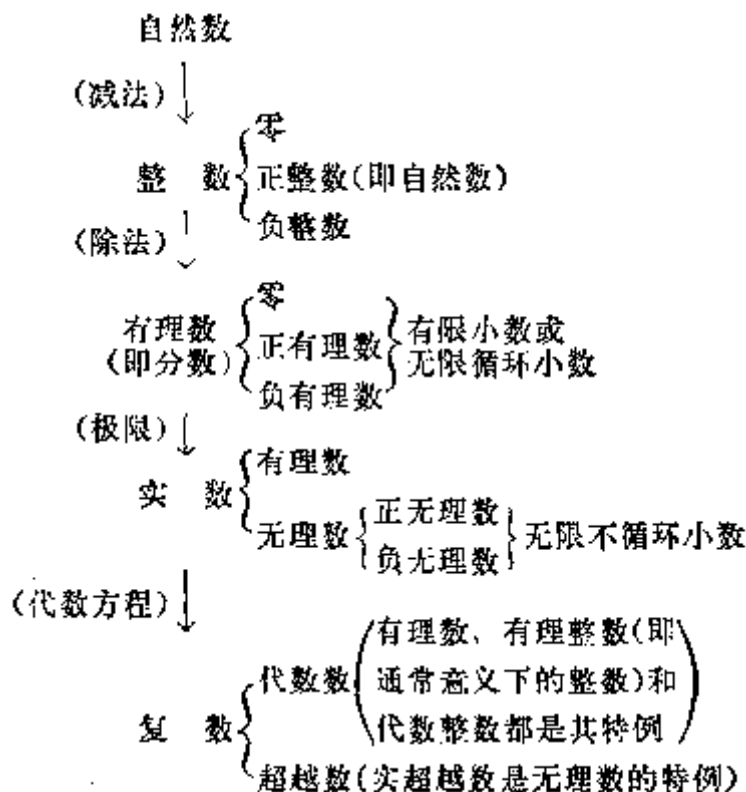 自然数
(减法)
零
整 数 正整数(即自然数)
负整数
(除法)
零
有理数 正有理数 有限小数或
(即分数) 无限循环小数
负有理数
(极限)
有理数
实 数
无理数 正无理数 无限不循环小数
负无理数
(代数方程)
有理数、有理整数(即
代数数 通常意义下的整数)和
代数整数都是其特例
复 数
超越数(实超越数是无理数的特例)